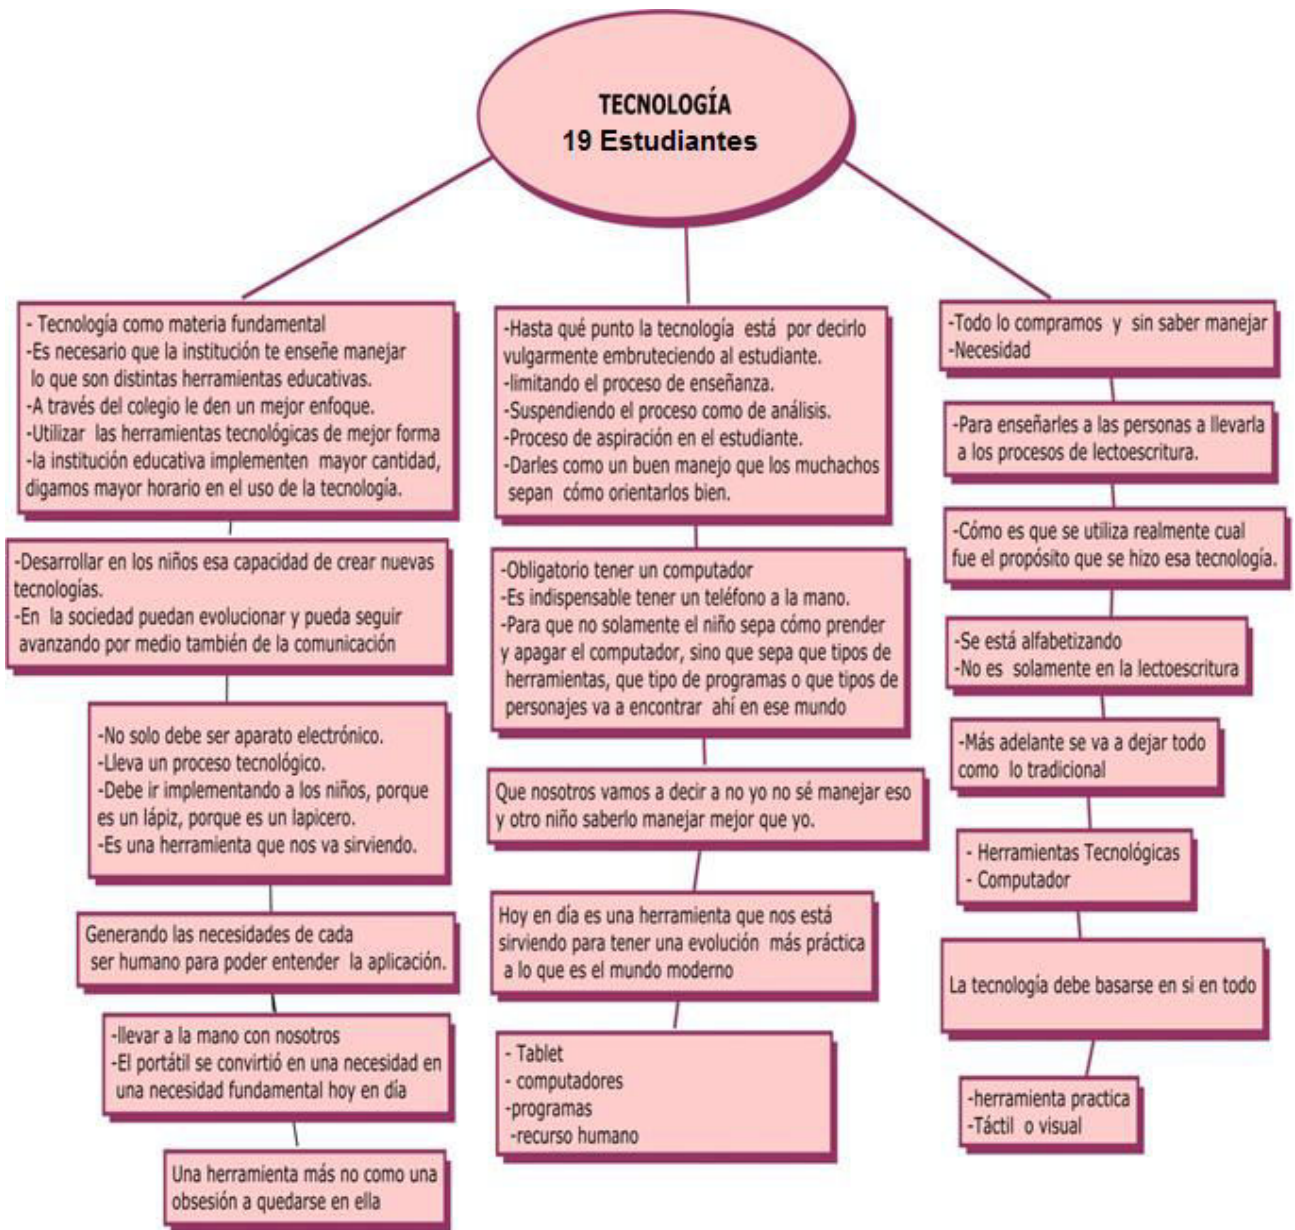 TECNOLOGÍA
19 Estudiantes
- Tecnología como materia fundamental
-Es necesario que la institución te enseñe manejar
lo que son distintas herramientas educativas.
-A través del colegio le den un mejor enfoque.
-Utilizar las herramientas tecnológicas de mejor forma
-la institución educativa implementen mayor cantidad,
digamos mayor horario en el uso de la tecnología.
-Desarrollar en los niños esa capacidad de crear nuevas
tecnologías.
-En la sociedad puedan evolucionar y pueda seguir
avanzando por medio también de la comunicación
-No solo debe ser aparato electrónico.
-Lleva un proceso tecnológico.
-Debe ir implementando a los niños, porque
es un lápiz, porque es un lapicero.
-Es una herramienta que nos va sirviendo.
Generando las necesidades de cada
ser humano para poder entender la aplicación.
-llevar a la mano con nosotros
-El portátil se convirtió en una necesidad en
una necesidad fundamental hoy en día
Una herramienta más no como una
obsesión a quedarse en ella
-Hasta qué punto la tecnología está por decirlo
vulgarmente embruteciendo al estudiante.
-limitando el proceso de enseñanza.
-Suspendiendo el proceso como de análisis.
-Proceso de aspiración en el estudiante.
-Darles como un buen manejo que los muchachos
sepan cómo orientarlos bien.
-Obligatorio tener un computador
-Es indispensable tener un teléfono a la mano.
-Para que no solamente el niño sepa cómo prender
y apagar el computador, sino que sepa que tipos de
herramientas, que tipo de programas o que tipos de
personajes va a encontrar ahí en ese mundo
Que nosotros vamos a decir a no yo no sé manejar eso
y otro niño saberlo manejar mejor que yo.
Hoy en día es una herramienta que nos está
sirviendo para tener una evolución más práctica
a lo que es el mundo moderno
- Tablet
- computadores
-programas
-recurso humano
-Todo lo compramos y sin saber manejar
-Necesidad
-Para enseñarles a las personas a llevarla
a los procesos de lectoescritura.
-Cómo es que se utiliza realmente cual
fue el propósito que se hizo esa tecnología.
-Se está alfabetizando
-No es solamente en la lectoescritura
-Más adelante se va a dejar todo
como lo tradicional
- Herramientas Tecnológicas
- Computador
La tecnología debe basarse en si en todo
-herramienta practica
-Táctil o visual